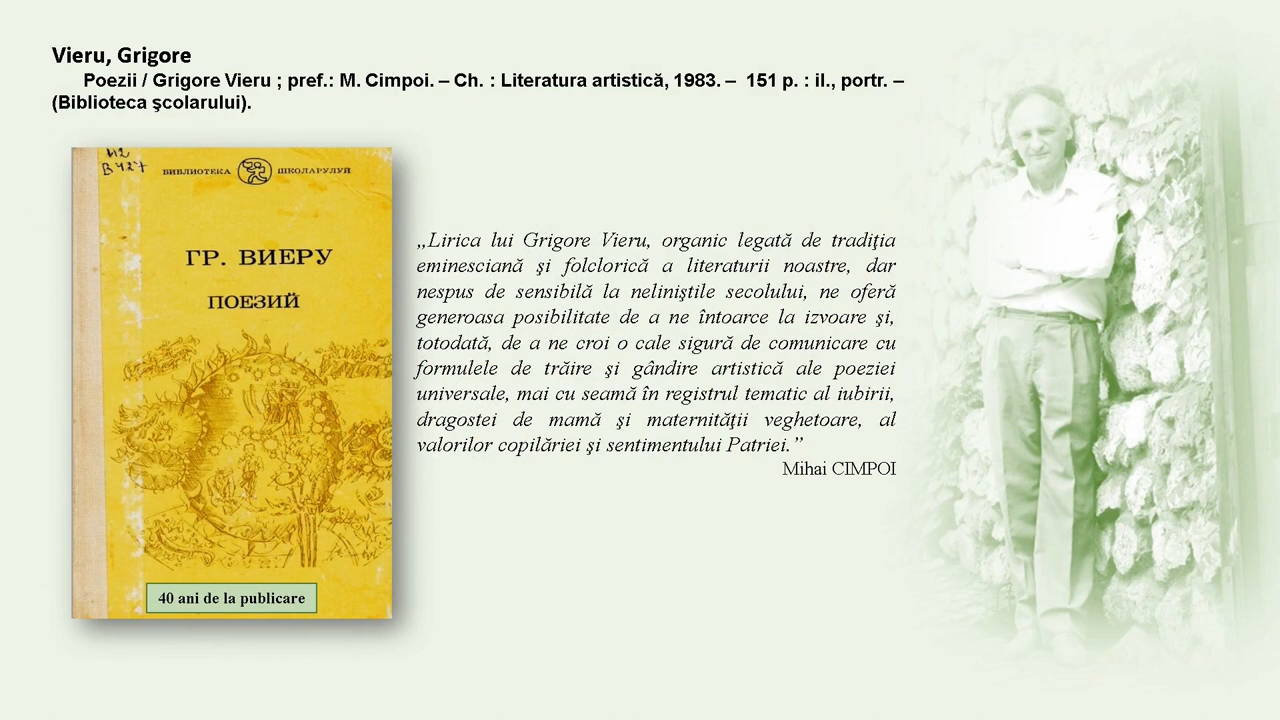 Vieru, Grigore
Poezii / Grigore Vieru ; pref.: M. Cimpoi. – Ch. : Literatura artistică, 1983. – 151 p. : il., portr. –
(Biblioteca şcolarului).
И2
В 427
БИБЛИОТЕКА ШКОЛАРУЛУЙ
ГР. ВИЕРУ
ПОЕЗИЙ
40 ani de la publicare
„Lirica lui Grigore Vieru, organic legată de tradiţia
eminesciană şi folclorică a literaturii noastre, dar
nespus de sensibilă la neliniştile secolului, ne oferă
generoasa posibilitate de a ne întoarce la izvoare şi,
totodată, de a ne croi o cale sigură de comunicare cu
formulele de trăire şi gândire artistică ale poeziei
universale, mai cu seamă în registrul tematic al iubirii,
dragostei de mamă şi maternităţii veghetoare, al
valorilor copilăriei şi sentimentului Patriei.”
Mihai CIMPOI